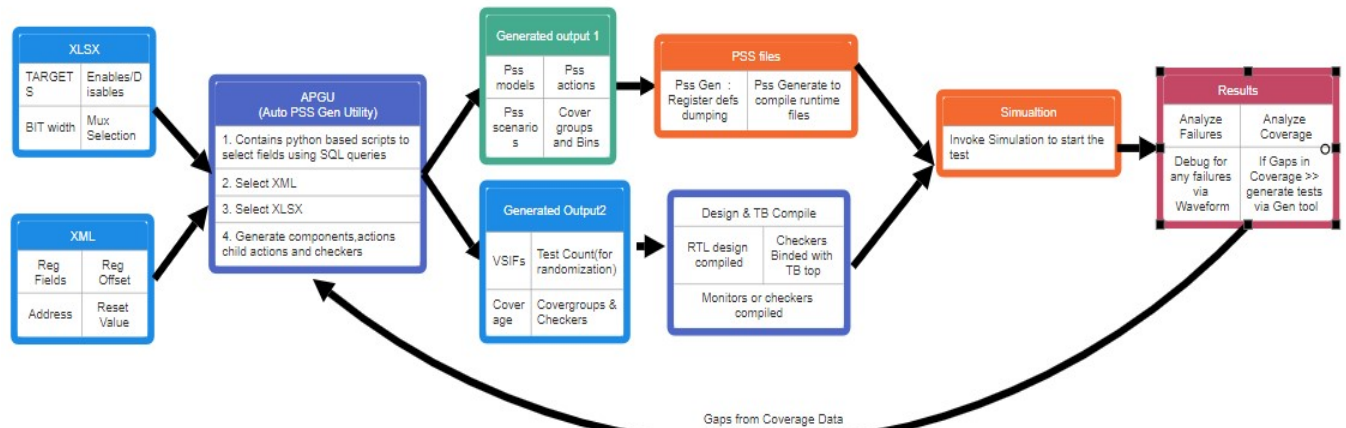 XLSX
TARGET
S
Enables/D
isables
BIT width
Mux
Selection
XML
Reg
Fields
Reg
Offset
Address
Reset
Value
APGU
(Auto PSS Gen Utility)
1. Contains python based scripts to
select fields using SQL queries
2. Select XML
3. Select XLSX
4. Generate components,actions
child actions and checkers
Generated output 1
Pss
models
Pss
actions
Pss
scenario
s
Cover
groups
and Bins
Generated Output2
VSIFs
Test Count(for
randomization)
Cover
age
Covergroups &
Checkers
PSS files
Pss Gen :
Register defs
dumping
Pss Generate to
compile runtime
files
Design & TB Compile
RTL design
compiled
Checkers
Binded with
TB top
Monitors or checkers
compiled
Simualtion
Invoke Simulation to start the
test
Results
Analyze
Failures
Analyze
Coverage
Debug for
any failures
via
Waveform
If Gaps in
Coverage >>
generate tests
via Gen tool
Gaps from Coverage Data